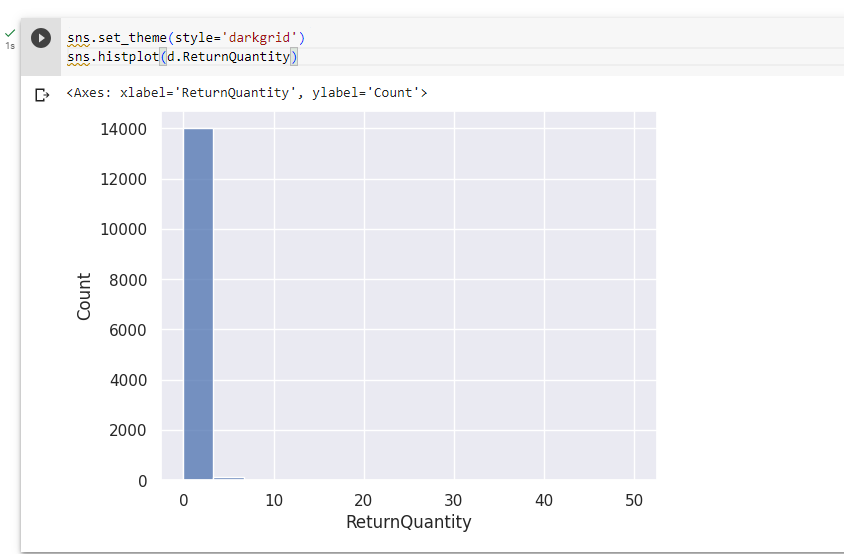 1s
sns.set_theme(style='darkgrid')
sns.histplot(d.ReturnQuantity)
<Axes: xlabel='ReturnQuantity', ylabel='Count'>
14000
12000
10000
8000
6000
4000
2000
0
Count
0 10 20 30 40 50
ReturnQuantity